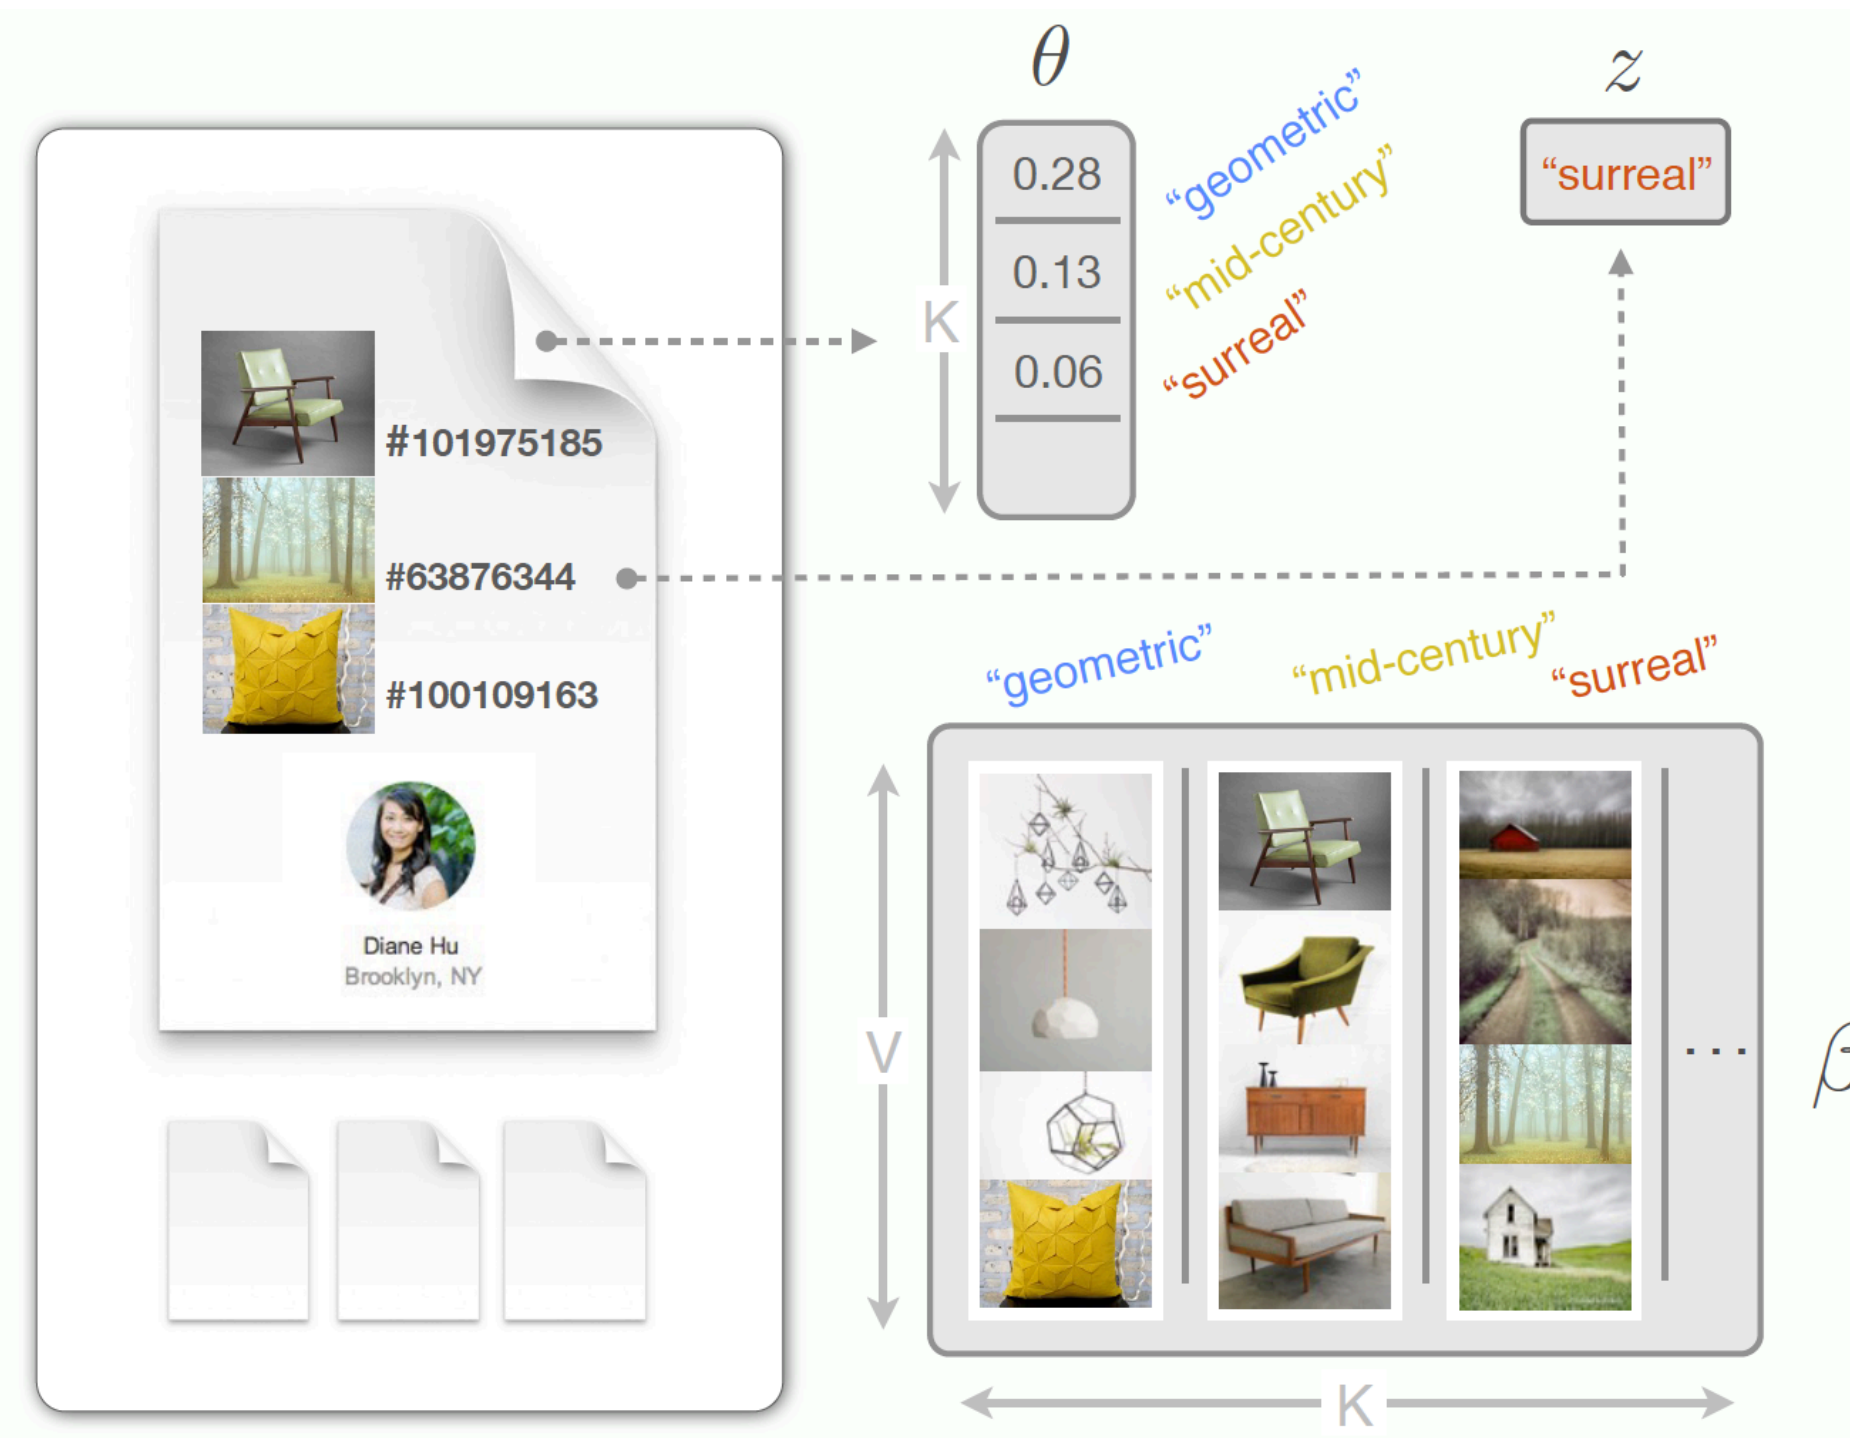 θ
z
0.28
0.13
0.06
K
“geometric”
“mid-century”
“surreal”
“surreal”
#101975185
#63876344
#100109163
Diane Hu
Brooklyn, NY
“geometric”
“mid-century”
“surreal”
V
...
β
K